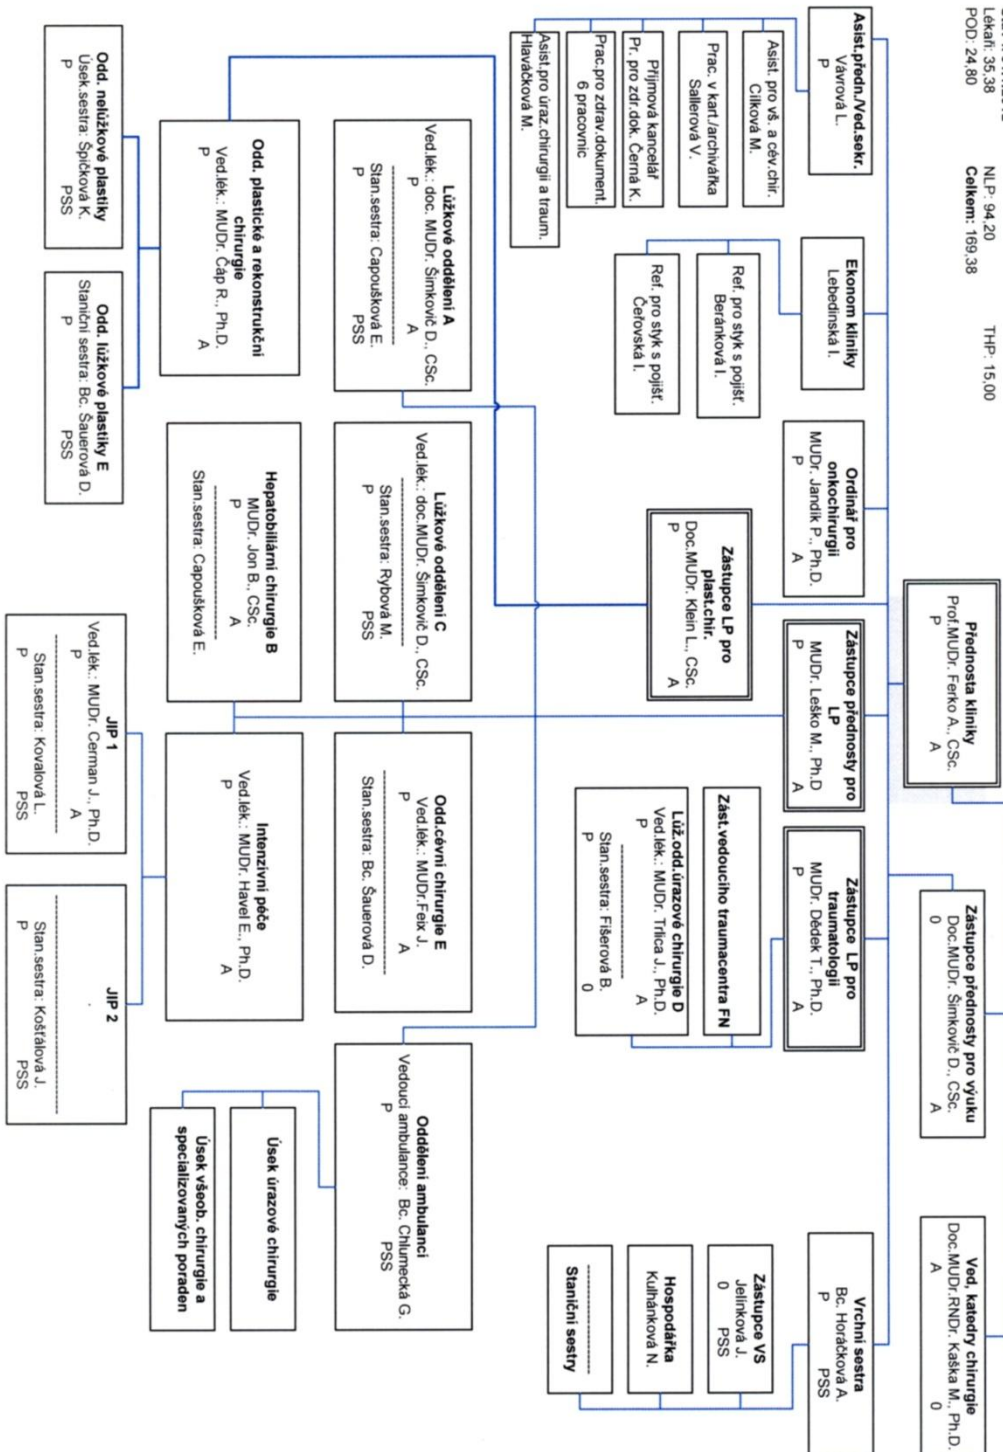 Lékaři: 35,38
NLP: 94,20
THP: 15,00
POD: 24,80
Celkem: 169,38
Přednosta kliniky
Prof.MUDr. Ferko A., CSc.
P A
Zástupce přednosty pro výuku
Doc.MUDr. Šimkovič D., CSc.
0 A
Ved, katedry chirurgie
Doc.MUDr.RNDr. Kaška M., Ph.D.
A 0
Asist.předn./Ved.sekr.
Vávrová L.
P
Ekonom kliniky
Lebedinská I.
Ordinář pro
onkochirurgii
MUDr. Jandík P., Ph.D.
P A
Zástupce přednosty pro
LP
MUDr. Leško M., Ph.D
P A
Zástupce LP pro
traumatologii
MUDr. Dědek T., Ph.D.
P A
Vrchní sestra
Bc. Horáčková A.
P PSS
Asist. pro vš. a cév.chir.
Cilková M.
Prac. v kart./archivářka
Sallerová V.
Příjmová kancelář
Pr. pro zdr.dok. Černá K.
Prac.pro zdrav.dokument.
6 pracovnic
Asist.pro úraz.chirurgii a traum.
Hlaváčková M.
Ref. pro styk s pojišť.
Beránková I.
Ref. pro styk s pojišť.
Čeřovská I.
Zástupce LP pro
plast.chir.
Doc.MUDr. Klein L., CSc.
P A
Zást.vedoucího traumacentra FN
Lůž.odd.úrazové chirurgie D
Ved.lék.: MUDr. Trlica J., Ph.D.
P A
Stan.sestra: Fišerová B.
P 0
Zástupce VS
Jelínková J.
0 PSS
Hospodářka
Kulhánková N.
Staniční sestry
Lůžkové oddělení A
Ved.lék.: doc. MUDr. Šimkovič D., CSc.
P A
Stan.sestra: Capoušková E.
P PSS
Lůžkové oddělení C
Ved.lék.: doc.MUDr. Šimkovič D., CSc.
Stan.sestra: Rybová M.
P PSS
Odd.cévní chirurgie E
Ved.lék.: MUDr.Feix J.
P A
Stan.sestra: Bc. Šauerová D.
Oddělení ambulancí
Vedoucí ambulance: Bc. Chlumecká G.
P PSS
Odd. plastické a rekonstrukční
chirurgie
Ved.lék.: MUDr. Čáp R., Ph.D.
P A
Hepatobiliární chirurgie B
MUDr. Jon B., CSc.
P A
Stan.sestra: Capoušková E.
Intenzivní péče
Ved.lék.: MUDr. Havel E., Ph.D.
P A
Úsek úrazové chirurgie
Úsek všeob. chirurgie a
specializovaných poraden
Odd. nelůžkové plastiky
Úsek.sestra: Špičková K.
P PSS
Odd. lůžkové plastiky E
Staniční sestra: Bc. Šauerová D.
P PSS
JIP 1
Ved.lék.: MUDr. Cerman J., Ph.D.
P A
Stan.sestra: Kovalová L.
P PSS
JIP 2
Stan.sestra: Košťálová J.
P PSS